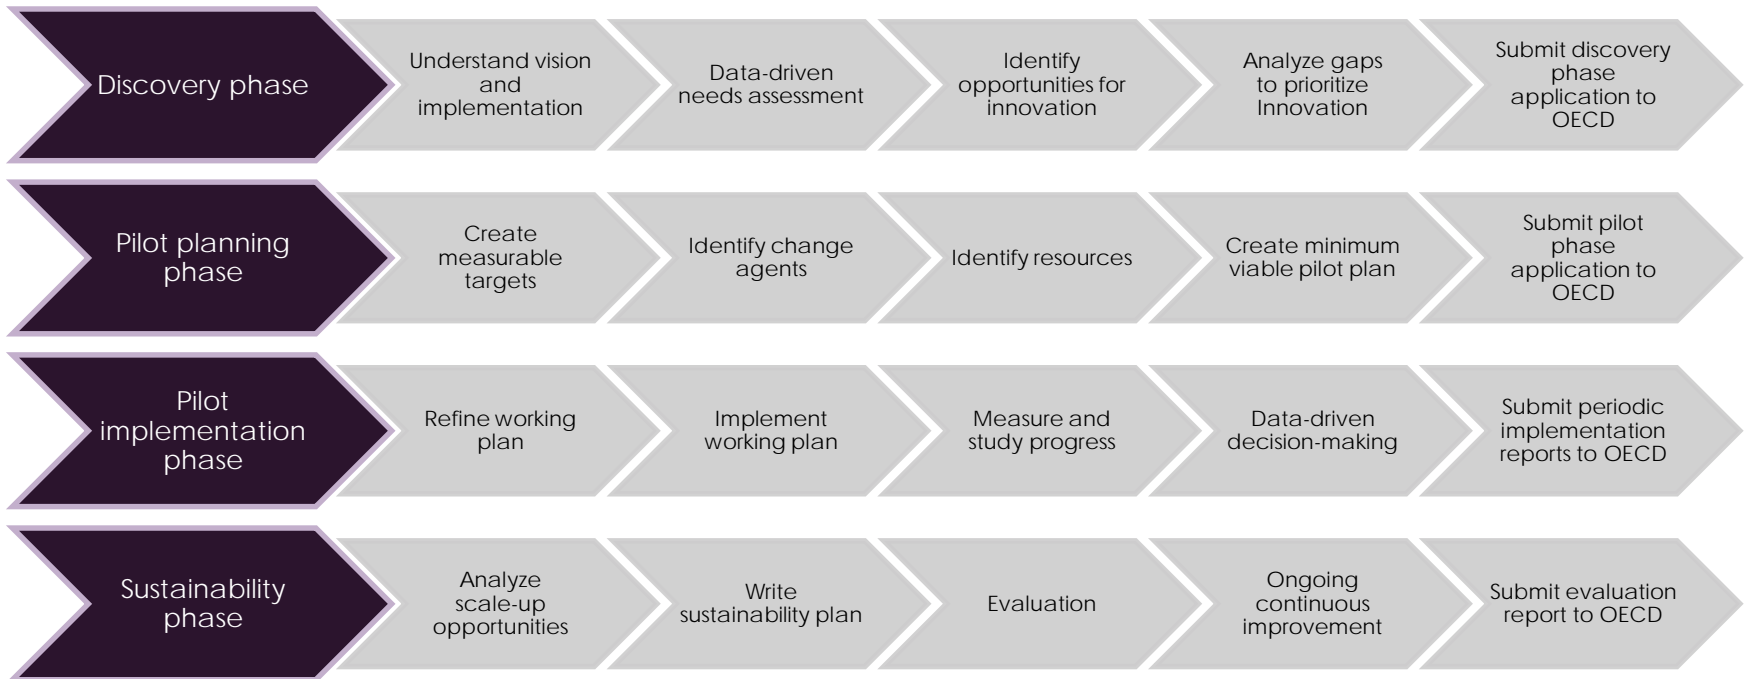 Discovery phase
Understand vision
and
implementation
Data-driven
needs assessment
Identify
opportunities for
innovation
Analyze gaps
to prioritize
Innovation
Submit discovery
phase
application to
OECD
Pilot planning
phase
Create
measurable
targets
Identify change
agents
Identify resources
Create minimum
viable pilot plan
Submit pilot
phase
application to
OECD
Pilot
implementation
phase
Refine working
plan
Implement
working plan
Measure and
study progress
Data-driven
decision-making
Submit periodic
implementation
reports to OECD
Sustainability
phase
Analyze
scale-up
opportunities
Write
sustainability plan
Evaluation
Ongoing
continuous
improvement
Submit evaluation
report to OECD